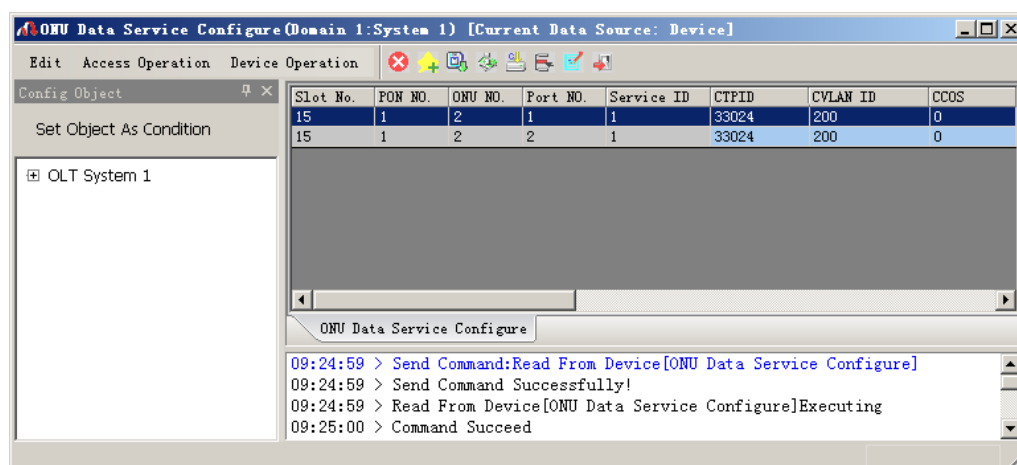 ONU Data Service Configure(Domain 1:System 1) [Current Data Source: Device]
Edit Access Operation Device Operation
Config Object
Set Object As Condition
OLT System 1
Slot No. PON NO. ONU NO. Port NO. Service ID CTPID CVLAN ID CCOS
15 1 2 1 1 33024 200 0
15 1 2 2 1 33024 200 0
ONU Data Service Configure
09:24:59 > Send Command:Read From Device[ONU Data Service Configure]
09:24:59 > Send Command Successfully!
09:24:59 > Read From Device[ONU Data Service Configure]Executing
09:25:00 > Command Succeed